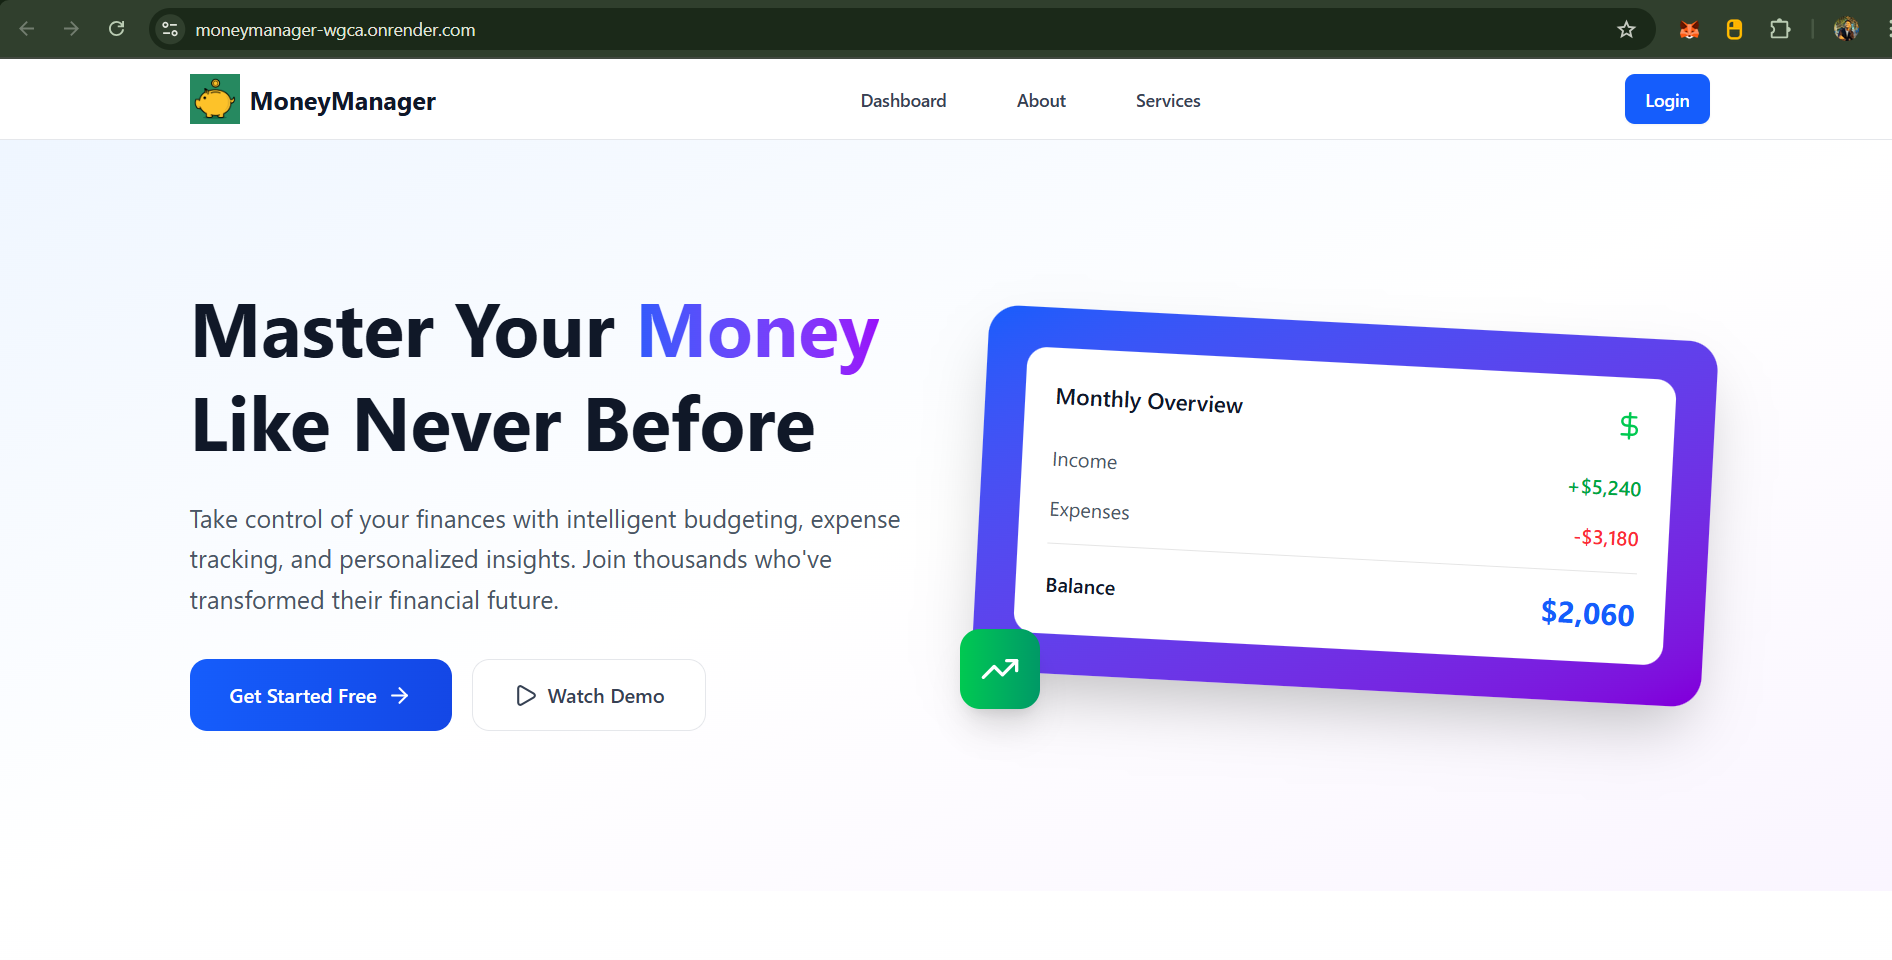 moneymanager-wgca.onrender.com
MoneyManager
Dashboard
About
Services
Login
Master Your Money
Like Never Before
Take control of your finances with intelligent budgeting, expense
tracking, and personalized insights. Join thousands who've
transformed their financial future.
Get Started Free
Watch Demo
Monthly Overview
$
Income
+$5,240
Expenses
-$3,180
Balance
$2,060